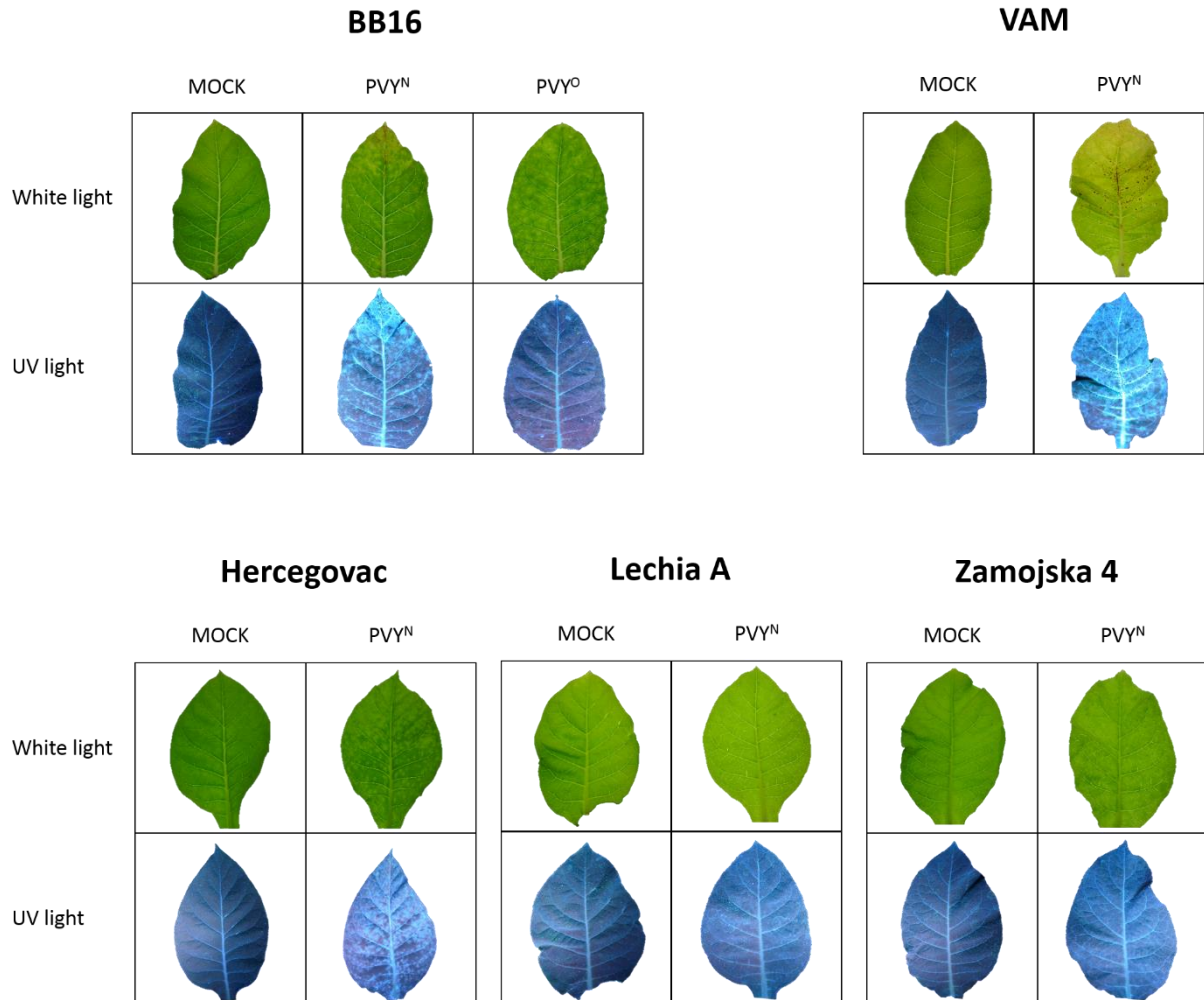 BB16 VAM
MOCK PVYᴺ PVYᴼ MOCK PVYᴺ
White light
UV light
Hercegovac Lechia A Zamojska 4
MOCK PVYᴺ MOCK PVYᴺ MOCK PVYᴺ
White light
UV light